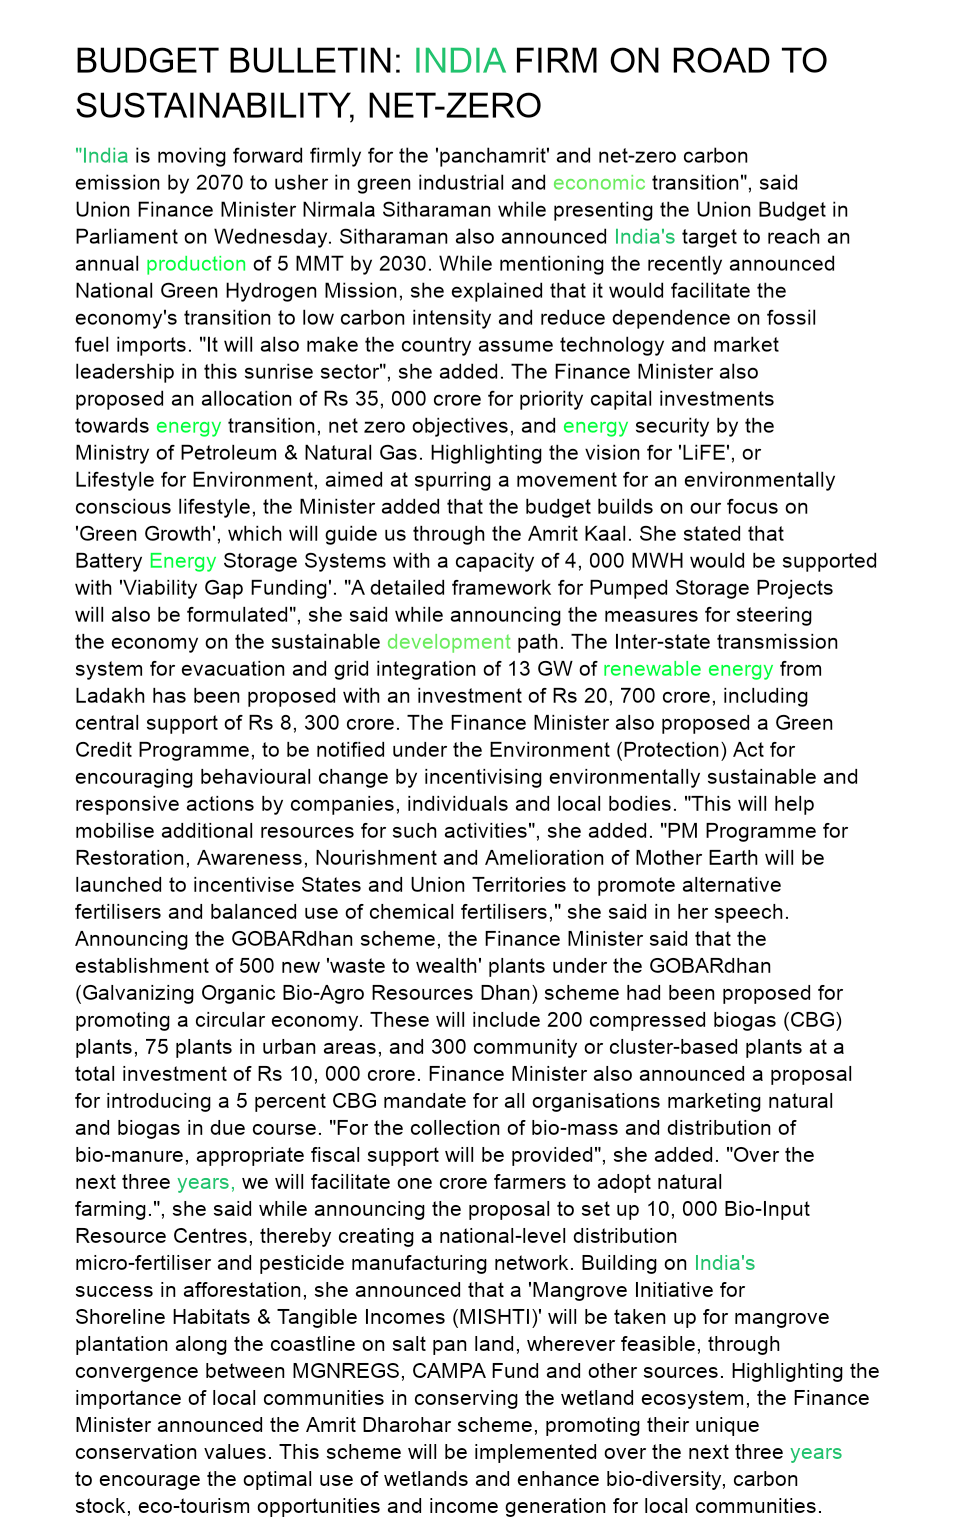 BUDGET BULLETIN: INDIA FIRM ON ROAD TO
SUSTAINABILITY, NET-ZERO
"India is moving forward firmly for the 'panchamrit' and net-zero carbon
emission by 2070 to usher in green industrial and economic transition", said
Union Finance Minister Nirmala Sitharaman while presenting the Union Budget in
Parliament on Wednesday. Sitharaman also announced India's target to reach an
annual production of 5 MMT by 2030. While mentioning the recently announced
National Green Hydrogen Mission, she explained that it would facilitate the
economy's transition to low carbon intensity and reduce dependence on fossil
fuel imports. "It will also make the country assume technology and market
leadership in this sunrise sector", she added. The Finance Minister also
proposed an allocation of Rs 35, 000 crore for priority capital investments
towards energy transition, net zero objectives, and energy security by the
Ministry of Petroleum & Natural Gas. Highlighting the vision for 'LiFE', or
Lifestyle for Environment, aimed at spurring a movement for an environmentally
conscious lifestyle, the Minister added that the budget builds on our focus on
'Green Growth', which will guide us through the Amrit Kaal. She stated that
Battery Energy Storage Systems with a capacity of 4, 000 MWH would be supported
with 'Viability Gap Funding'. "A detailed framework for Pumped Storage Projects
will also be formulated", she said while announcing the measures for steering
the economy on the sustainable development path. The Inter-state transmission
system for evacuation and grid integration of 13 GW of renewable energy from
Ladakh has been proposed with an investment of Rs 20, 700 crore, including
central support of Rs 8, 300 crore. The Finance Minister also proposed a Green
Credit Programme, to be notified under the Environment (Protection) Act for
encouraging behavioural change by incentivising environmentally sustainable and
responsive actions by companies, individuals and local bodies. "This will help
mobilise additional resources for such activities", she added. "PM Programme for
Restoration, Awareness, Nourishment and Amelioration of Mother Earth will be
launched to incentivise States and Union Territories to promote alternative
fertilisers and balanced use of chemical fertilisers," she said in her speech.
Announcing the GOBARdhan scheme, the Finance Minister said that the
establishment of 500 new 'waste to wealth' plants under the GOBARdhan
(Galvanizing Organic Bio-Agro Resources Dhan) scheme had been proposed for
promoting a circular economy. These will include 200 compressed biogas (CBG)
plants, 75 plants in urban areas, and 300 community or cluster-based plants at a
total investment of Rs 10, 000 crore. Finance Minister also announced a proposal
for introducing a 5 percent CBG mandate for all organisations marketing natural
and biogas in due course. "For the collection of bio-mass and distribution of
bio-manure, appropriate fiscal support will be provided", she added. "Over the
next three years, we will facilitate one crore farmers to adopt natural
farming.", she said while announcing the proposal to set up 10, 000 Bio-Input
Resource Centres, thereby creating a national-level distribution
micro-fertiliser and pesticide manufacturing network. Building on India's
success in afforestation, she announced that a 'Mangrove Initiative for
Shoreline Habitats & Tangible Incomes (MISHTI)' will be taken up for mangrove
plantation along the coastline on salt pan land, wherever feasible, through
convergence between MGNREGS, CAMPA Fund and other sources. Highlighting the
importance of local communities in conserving the wetland ecosystem, the Finance
Minister announced the Amrit Dharohar scheme, promoting their unique
conservation values. This scheme will be implemented over the next three years
to encourage the optimal use of wetlands and enhance bio-diversity, carbon
stock, eco-tourism opportunities and income generation for local communities.